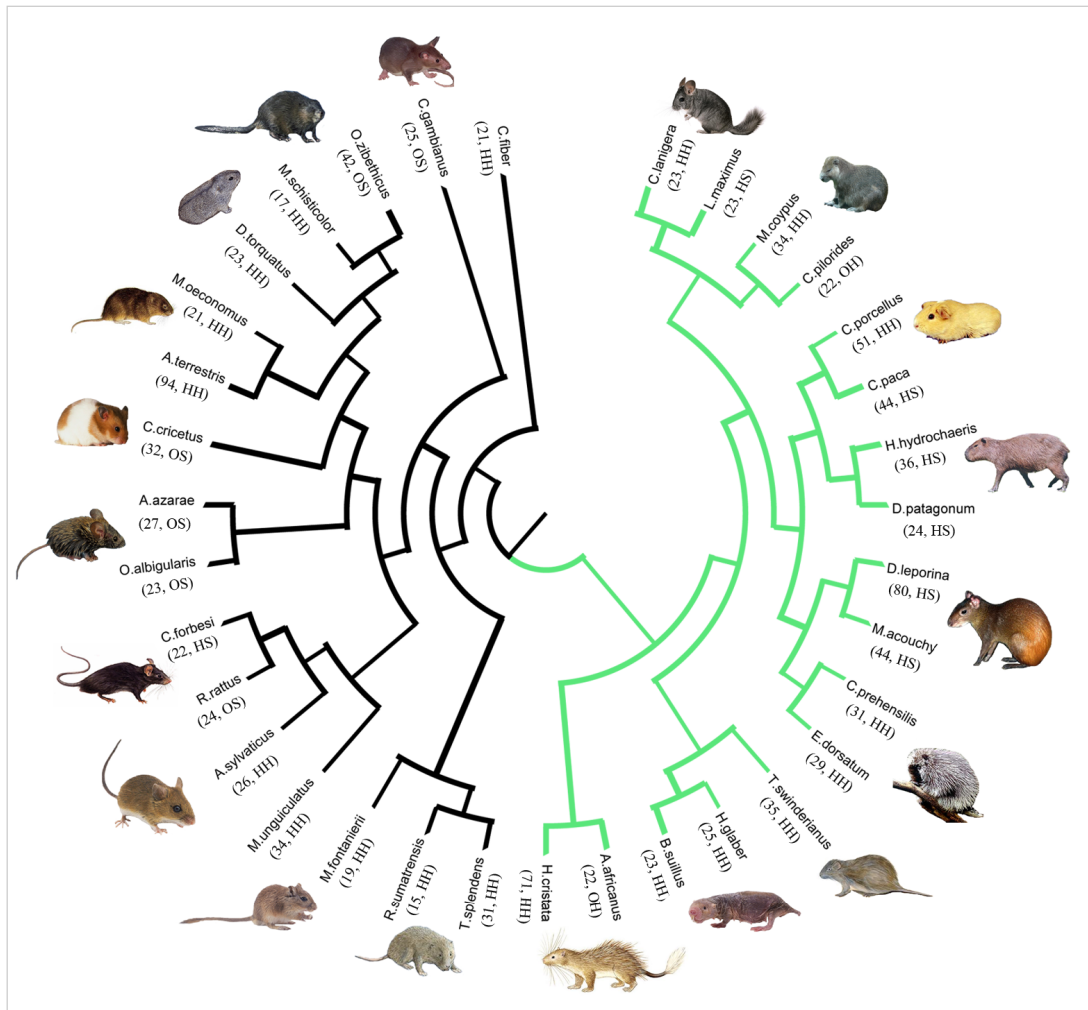 C.gambianus
(25, OS)
C.fiber
(21, HH)
C.lanigera
(23, HH)
L.maximus
(23, HS)
M.coypus
(34, HH)
C.pilorides
(22, OH)
C.porcellus
(51, HH)
C.paca
(44, HS)
H.hydrochaeris
(36, HS)
D.patagonum
(24, HS)
D.leporina
(80, HS)
M.acouchy
(44, HS)
C.prehensilis
(31, HH)
E.dorsatum
(29, HH)
T.swinderianus
(35, HH)
H.glaber
(25, HH)
B.suillus
(23, HH)
A.africanus
(22, OH)
H.cristata
(71, HH)
T.splendens
(31, HH)
R.sumatrensis
(15, HH)
M.fontanierii
(19, HH)
M.unguiculatus
(34, HH)
A.sylvaticus
(26, HH)
R.rattus
(24, OS)
C.forbesi
(22, HS)
O.albigularis
(23, OS)
A.azarae
(27, OS)
C.cricetus
(32, OS)
A.terrestris
(94, HH)
M.oeconomus
(21, HH)
D.torquatus
(23, HH)
M.schisticolor
(17, HH)
O.zibethicus
(42, OS)